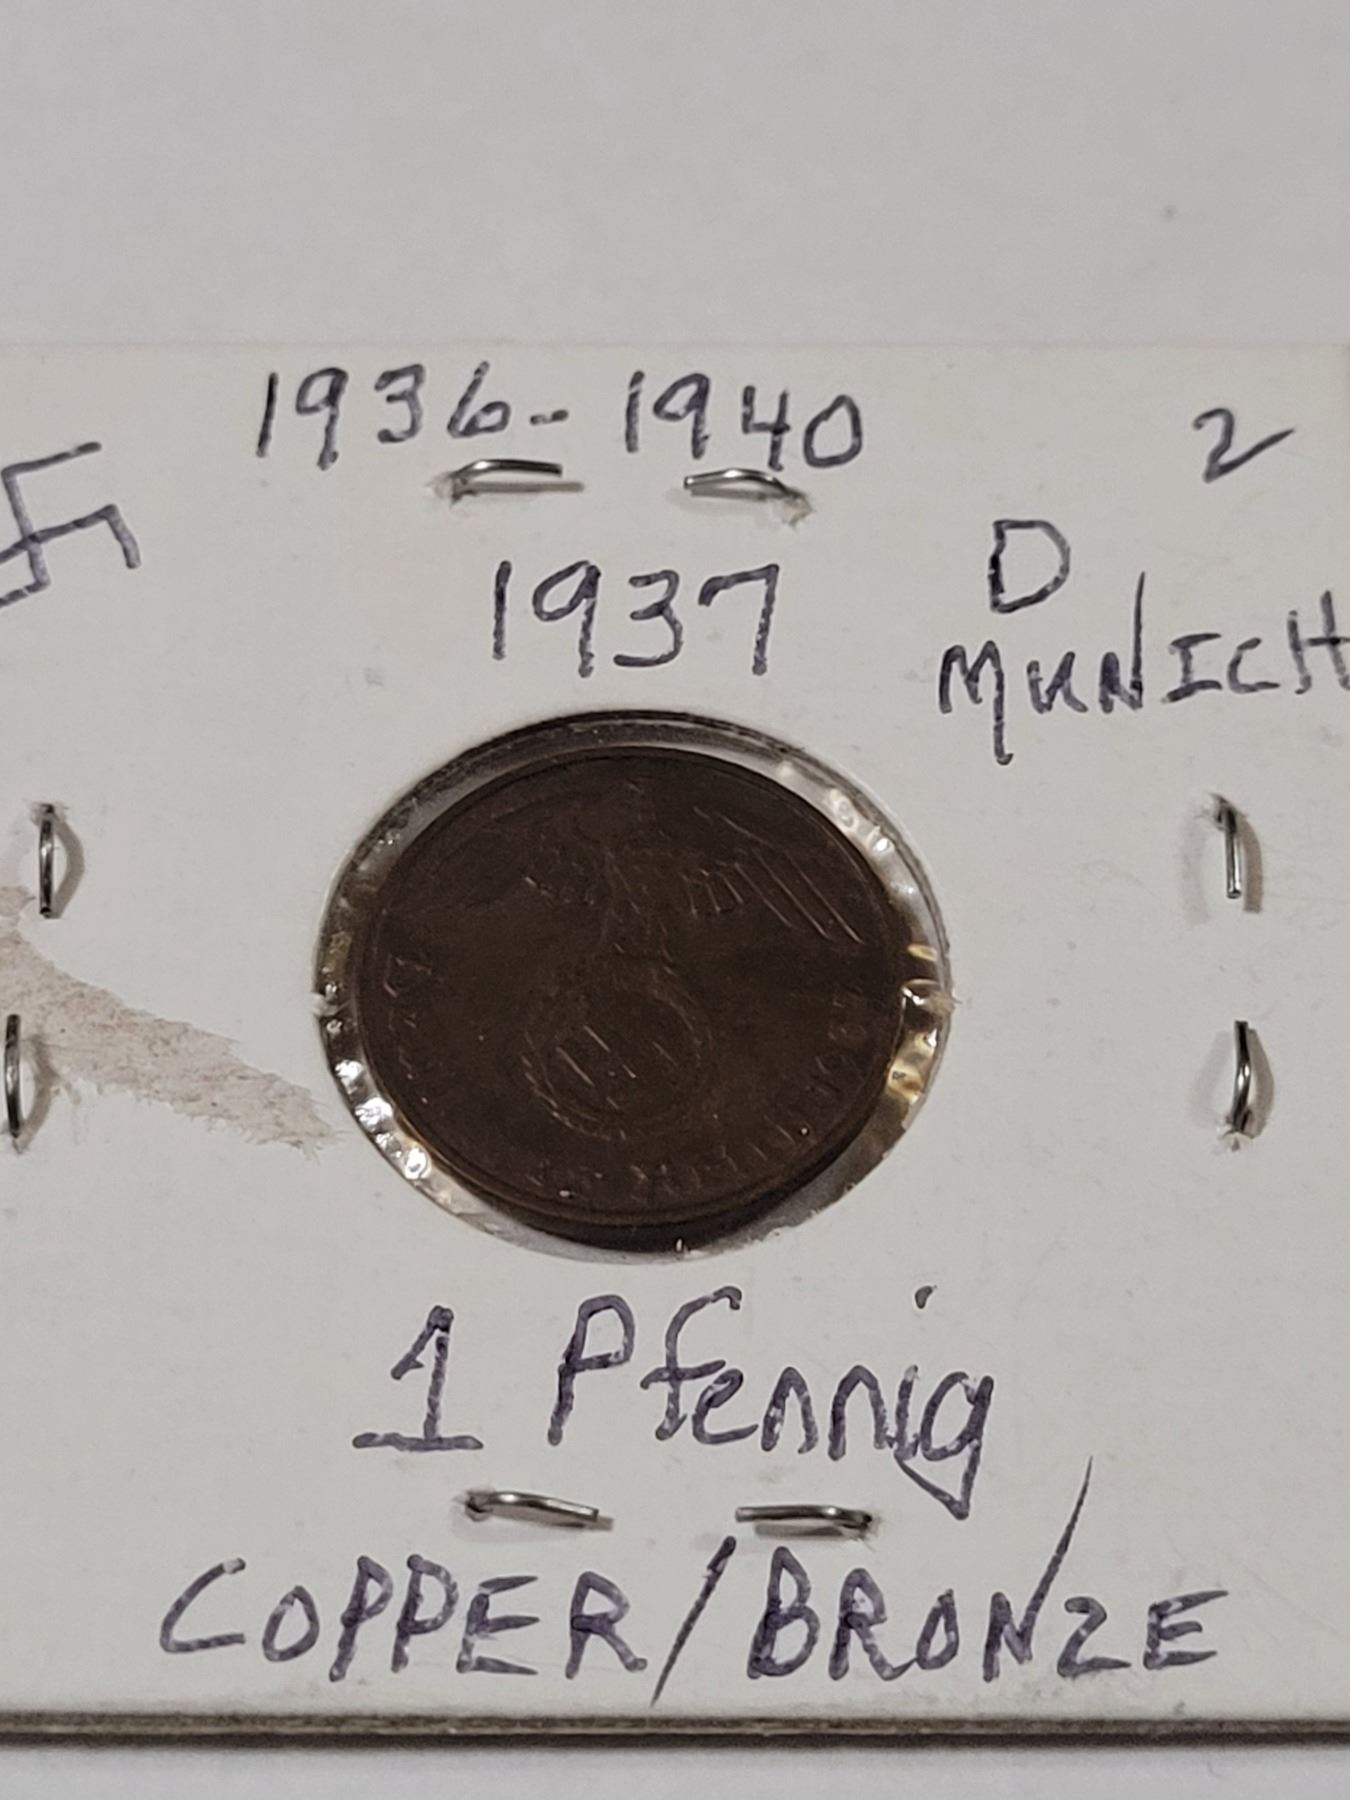 1936-1940
2
1937
D
MUNICH
1 Pfennig
COPPER/BRONZE